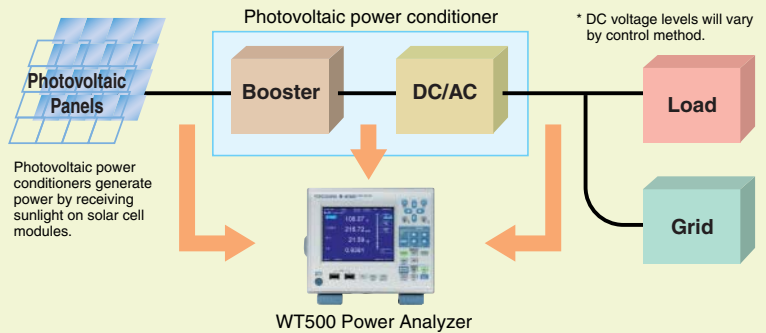 Photovoltaic power conditioner
* DC voltage levels will vary
by control method.
Photovoltaic
Panels
Booster
DC/AC
Load
Photovoltaic power
conditioners generate
power by receiving
sunlight on solar cell
modules.
Grid
WT500 Power Analyzer